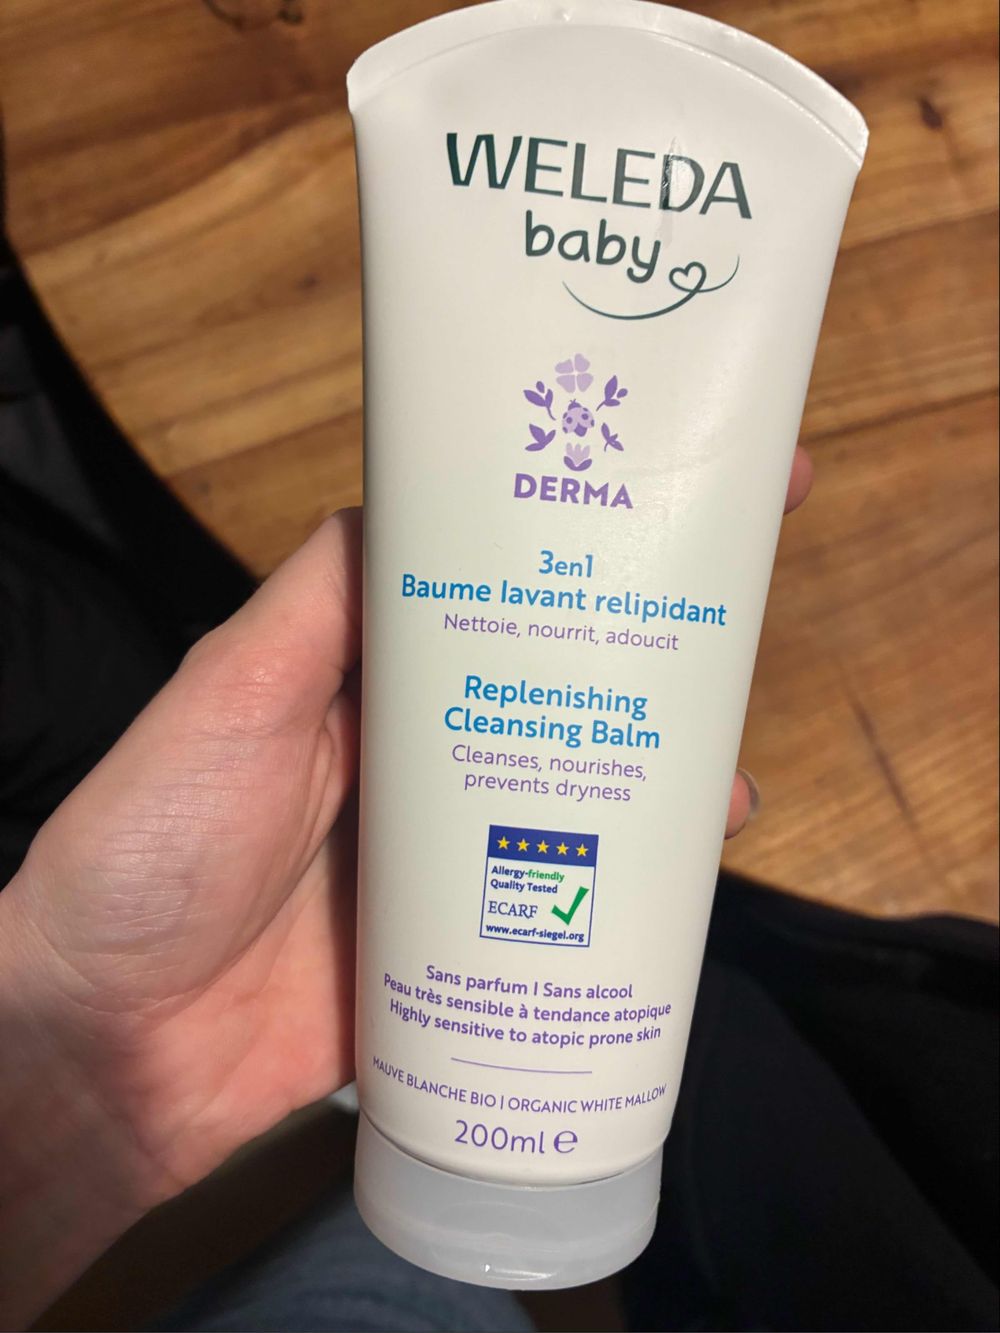 WELEDA
baby
DERMA
3en1
Baume lavant relipidant
Nettoie, nourrit, adoucit
Replenishing
Cleansing Balm
Cleanses, nourishes,
prevents dryness
Allergy-friendly
Quality Tested
ECARF
www.ecarf-siegel.org
Sans parfum | Sans alcool
Peau très sensible à tendance atopique
Highly sensitive to atopic prone skin
MAUVE BLANCHE BIO | ORGANIC WHITE MALLOW
200ml ℮